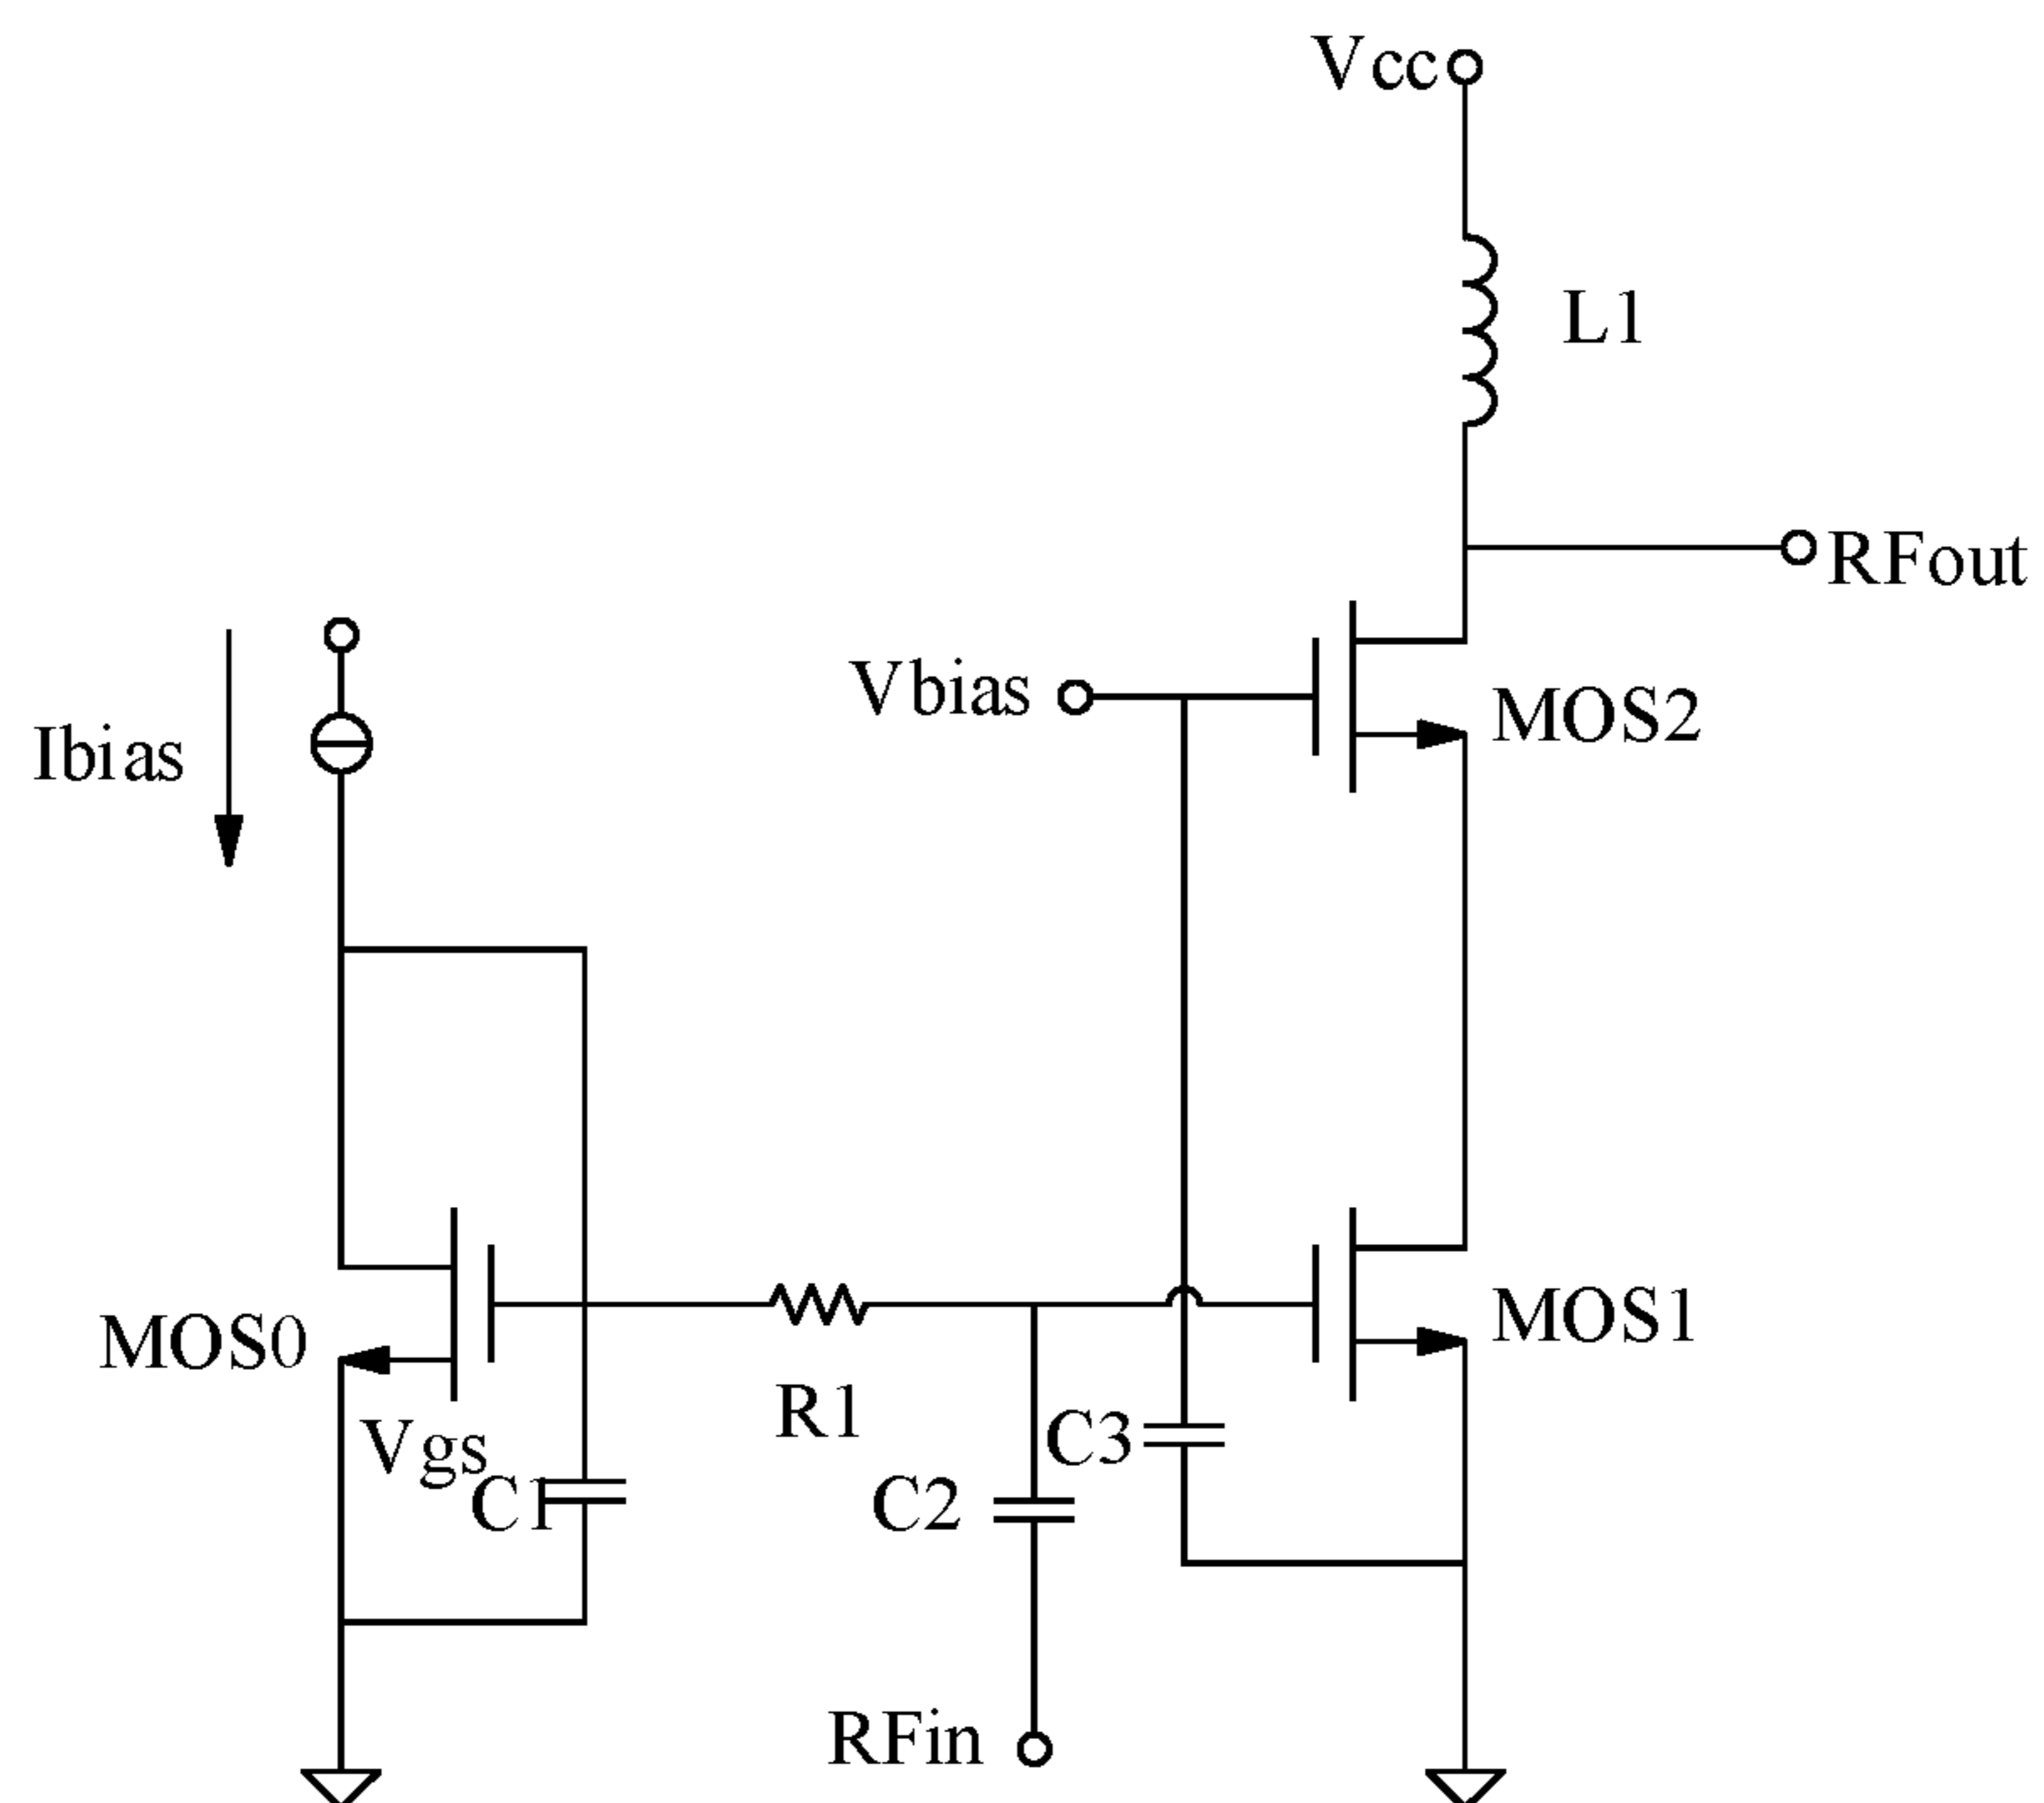 Vcc
L1
RFout
Vbias
MOS2
Ibias
MOS0
MOS1
R1
Vgs
C3
C1
C2
RFin